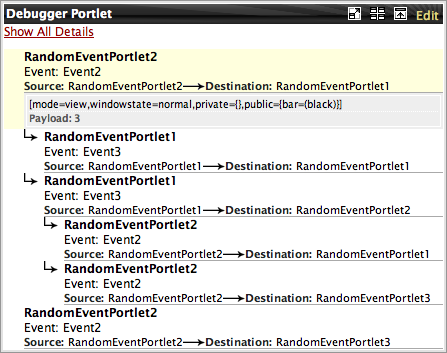 Debugger Portlet Edit
Show All Details
RandomEventPortlet2
Event: Event2
Source: RandomEventPortlet2→Destination: RandomEventPortlet1
[mode=view,windowstate=normal,private={},public={bar=(black)}]
Payload: 3
RandomEventPortlet1
Event: Event3
Source: RandomEventPortlet1→Destination: RandomEventPortlet1
RandomEventPortlet1
Event: Event3
Source: RandomEventPortlet1→Destination: RandomEventPortlet2
RandomEventPortlet2
Event: Event2
Source: RandomEventPortlet2→Destination: RandomEventPortlet1
RandomEventPortlet2
Event: Event2
Source: RandomEventPortlet2→Destination: RandomEventPortlet3
RandomEventPortlet2
Event: Event2
Source: RandomEventPortlet2→Destination: RandomEventPortlet3